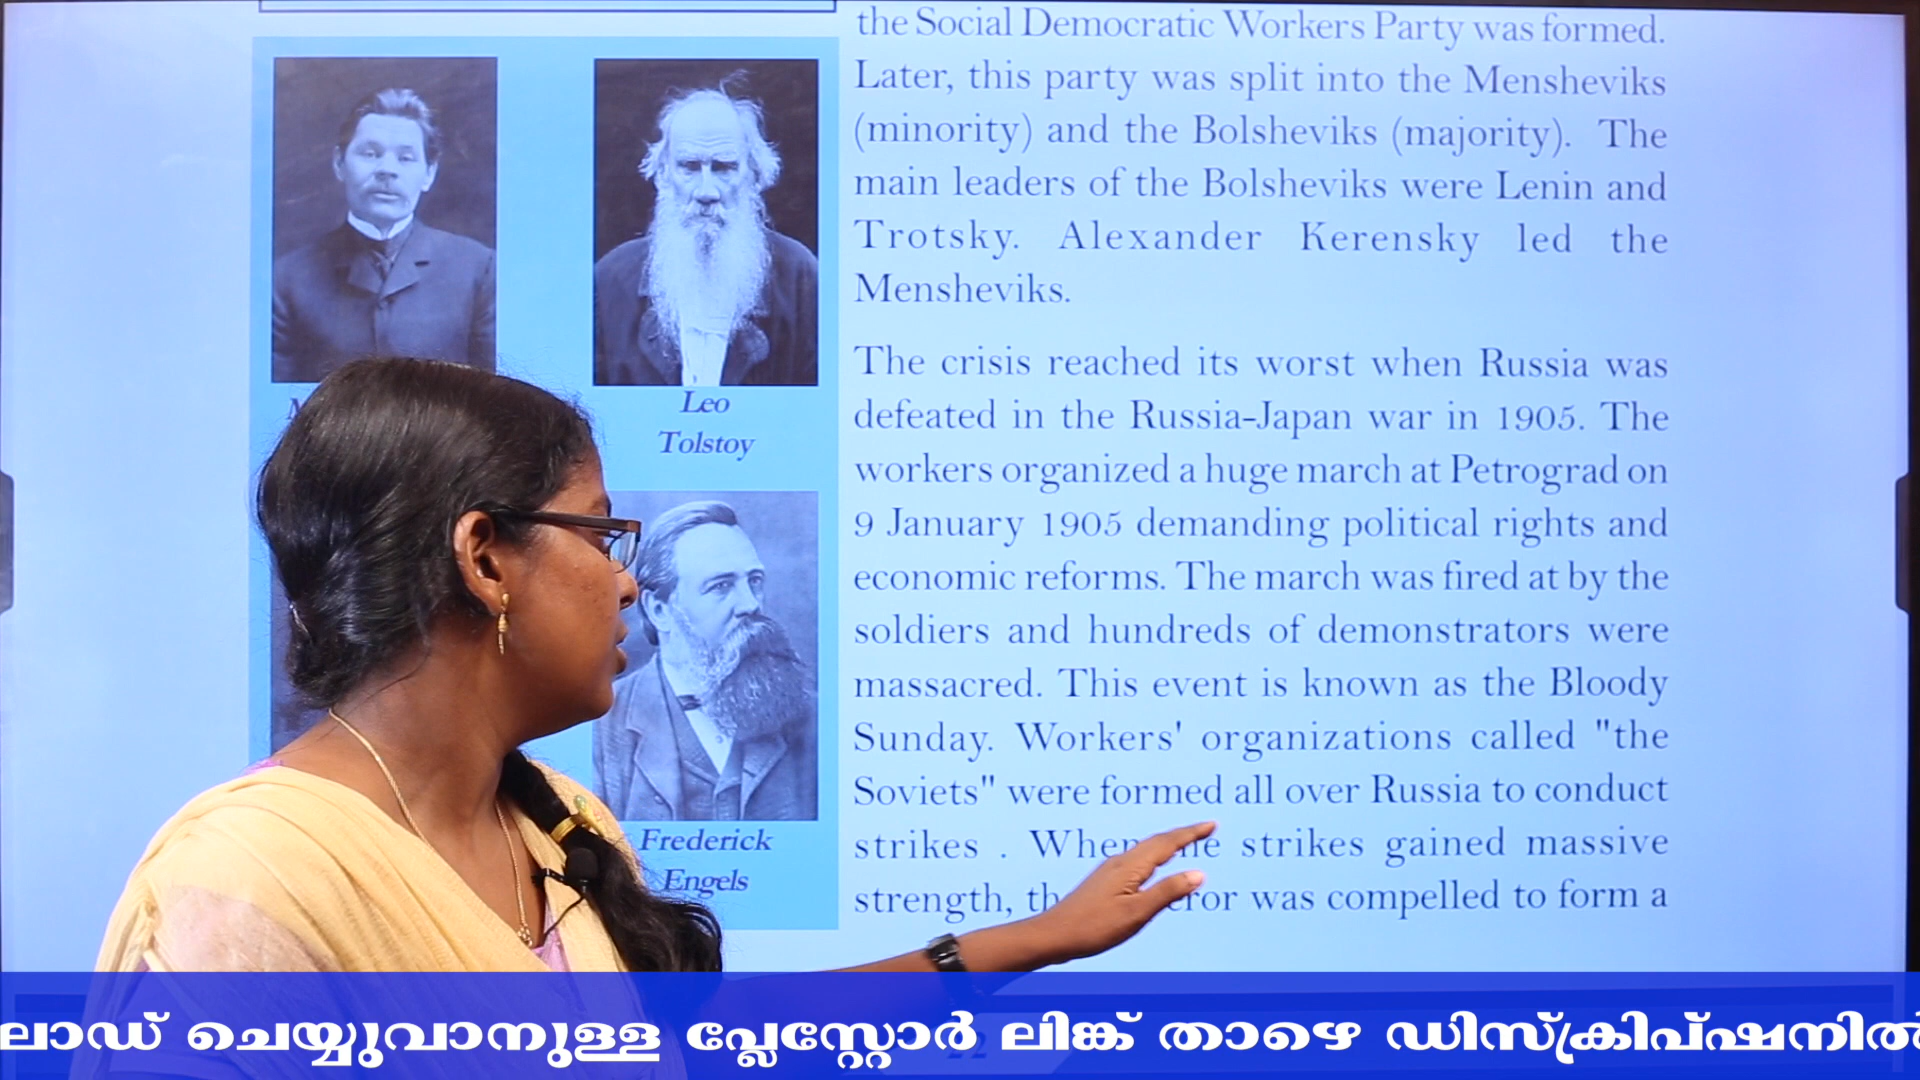 Leo
Tolstoy
Frederick
Engels
the Social Democratic Workers Party was formed.
Later, this party was split into the Mensheviks
(minority) and the Bolsheviks (majority). The
main leaders of the Bolsheviks were Lenin and
Trotsky. Alexander Kerensky led the
Mensheviks.
The crisis reached its worst when Russia was
defeated in the Russia-Japan war in 1905. The
workers organized a huge march at Petrograd on
9 January 1905 demanding political rights and
economic reforms. The march was fired at by the
soldiers and hundreds of demonstrators were
massacred. This event is known as the Bloody
Sunday. Workers' organizations called "the
Soviets" were formed all over Russia to conduct
strikes . When the strikes gained massive
strength, was compelled to form a
ലാഡ് ചെയ്യുവാനുള്ള പ്ലേസ്റ്റോർ ലിങ്ക് താഴെ ഡിസ്ക്രിപ്ഷനിൽ